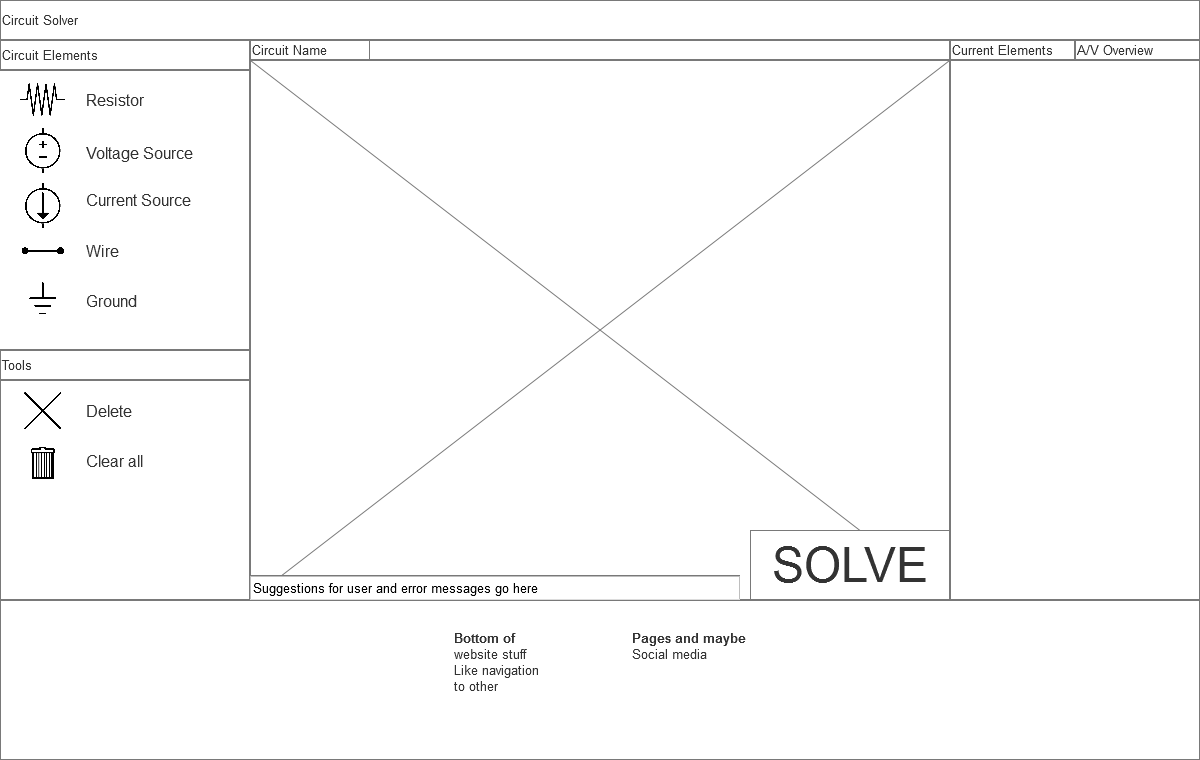 Circuit Solver
Circuit Elements
Circuit Name
Current Elements
A/V Overview
Resistor
Voltage Source
Current Source
Wire
Ground
Tools
Delete
Clear all
SOLVE
Suggestions for user and error messages go here
Bottom of
website stuff
Like navigation
to other
Pages and maybe
Social media